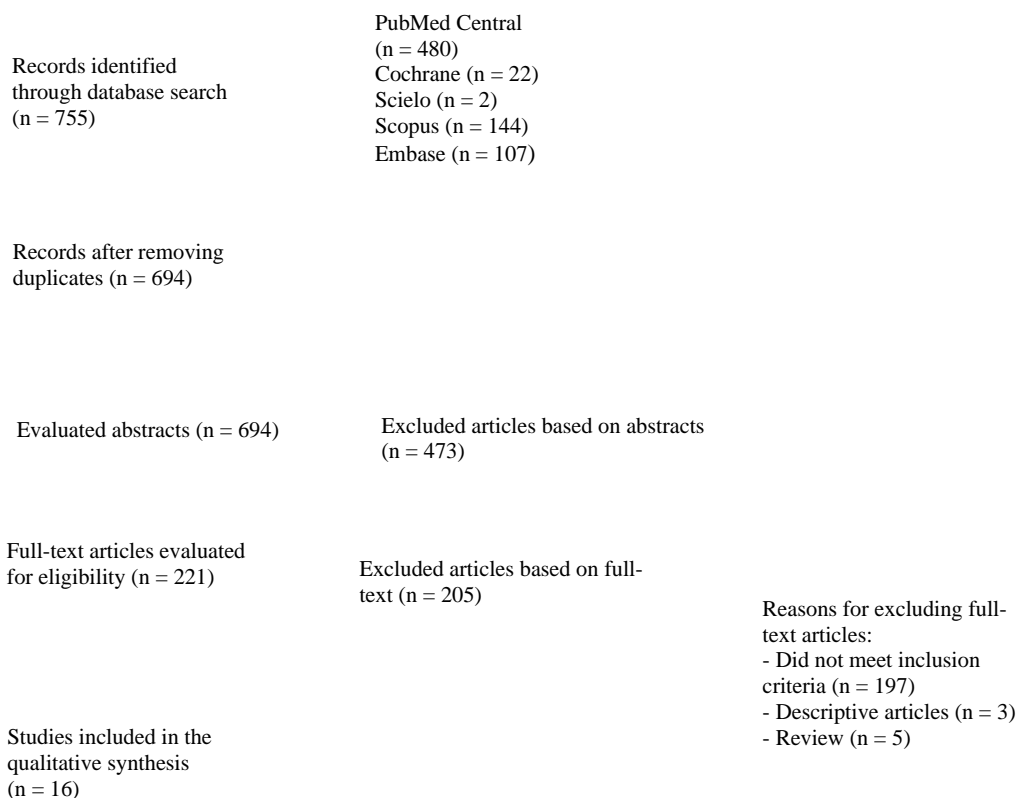 Records identified
through database search
(n = 755)
PubMed Central
(n = 480)
Cochrane (n = 22)
Scielo (n = 2)
Scopus (n = 144)
Embase (n = 107)
Records after removing
duplicates (n = 694)
Evaluated abstracts (n = 694)
Excluded articles based on abstracts
(n = 473)
Full-text articles evaluated
for eligibility (n = 221)
Excluded articles based on full-
text (n = 205)
Reasons for excluding full-
text articles:
- Did not meet inclusion
criteria (n = 197)
- Descriptive articles (n = 3)
- Review (n = 5)
Studies included in the
qualitative synthesis
(n = 16)